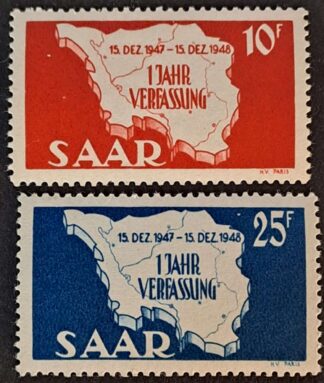 10F
15. DEZ. 1947 – 15. DEZ. 1948
1 JAHR
VERFASSUNG
SAAR
H.V. PARIS
25F
15. DEZ. 1947 – 15. DEZ. 1948
1 JAHR
VERFASSUNG
SAAR
H.V. PARIS